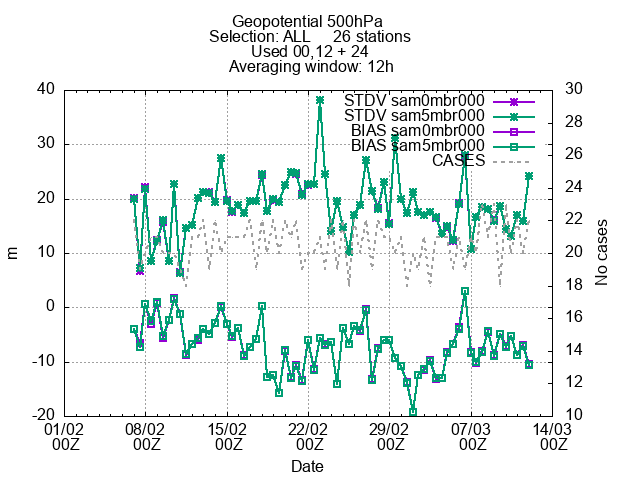 Geopotential 500hPa
Selection: ALL 26 stations
Used 00,12 + 24
Averaging window: 12h
STDV sam0mbr000
STDV sam5mbr000
BIAS sam0mbr000
BIAS sam5mbr000
CASES
40
30
20
10
0
-10
-20
m
30
28
26
24
22
20
18
16
14
12
10
No cases
01/02 08/02 15/02 22/02 29/02 07/03 14/03
00Z 00Z 00Z 00Z 00Z 00Z 00Z
Date